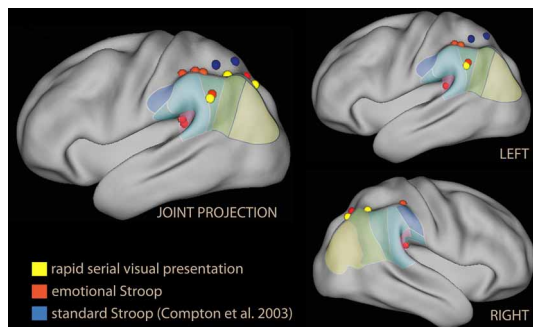 LEFT
JOINT PROJECTION
rapid serial visual presentation
emotional Stroop
standard Stroop (Compton et al. 2003)
RIGHT